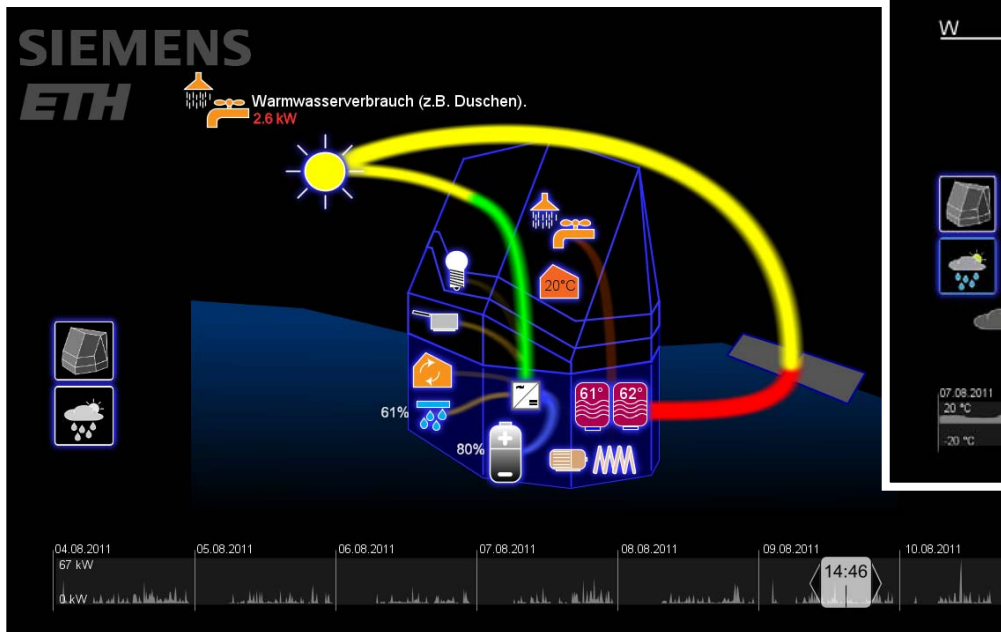 SIEMENS
ETH
Warmwasserverbrauch (z.B. Duschen).
2.6 kW
20°C
61° 62°
61%
80%
04.08.2011 05.08.2011 06.08.2011 07.08.2011 08.08.2011 09.08.2011 10.08.2011
67 kW
0 kW
14:46
W
07.08.2011
20 °C
-20 °C